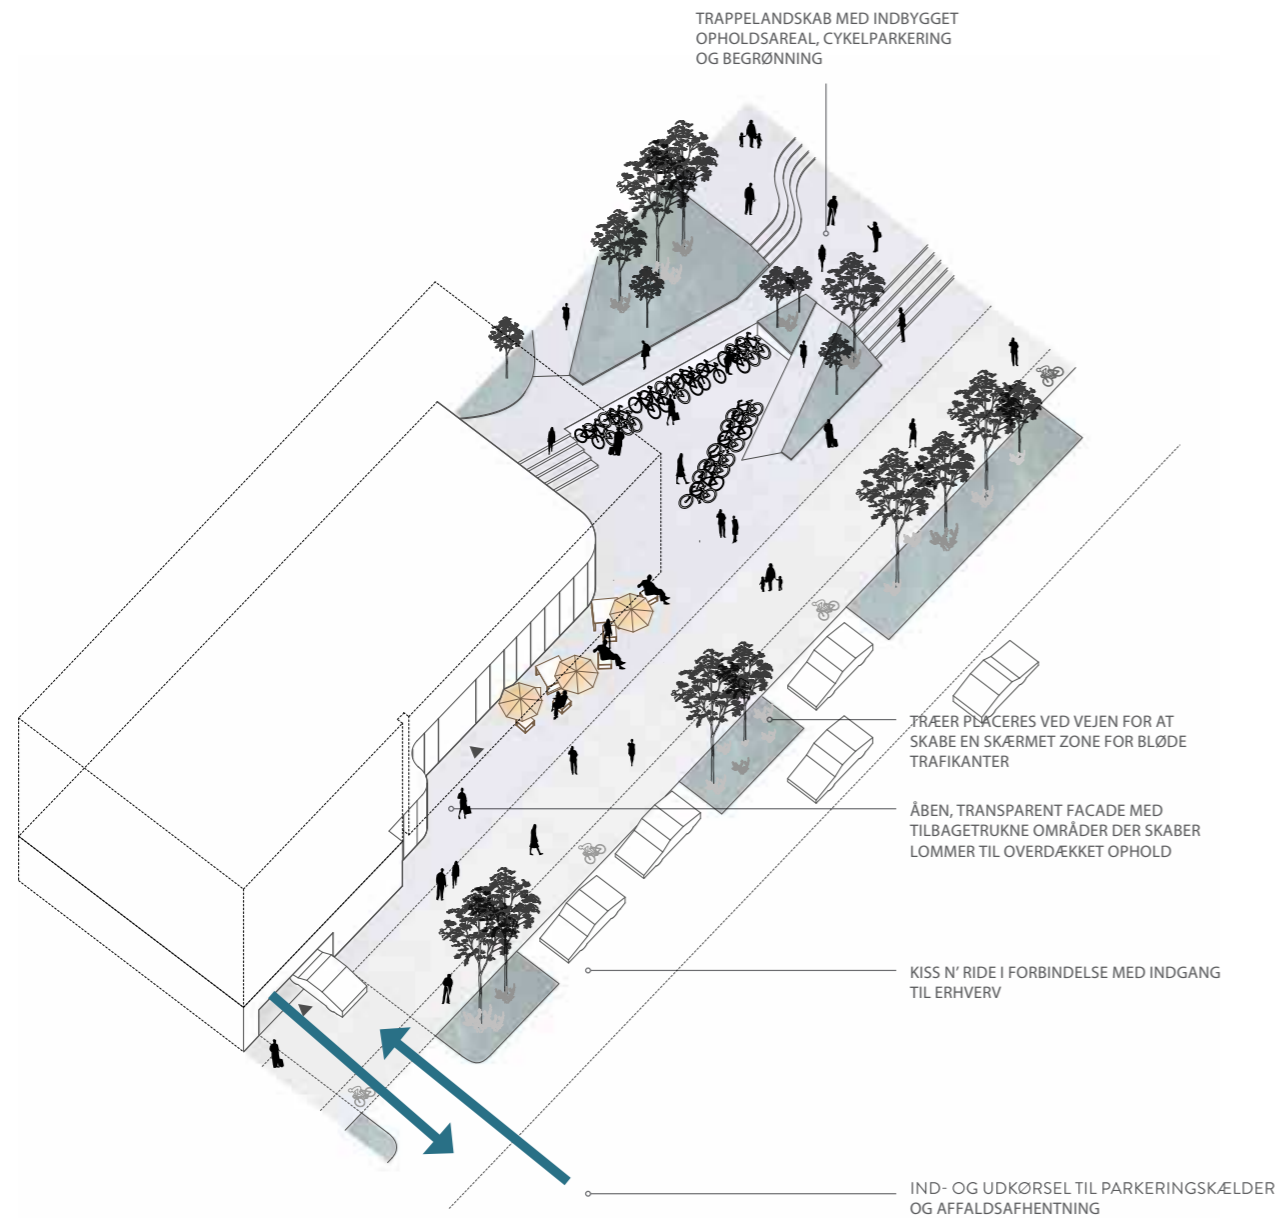 TRAPPELANDSKAB MED INDBYGGET
OPHOLDSAREAL, CYKELPARKERING
OG BEGRØNNING
TRÆER PLACERES VED VEJEN FOR AT
SKABE EN SKÆRMET ZONE FOR BLØDE
TRAFIKANTER
ÅBEN, TRANSPARENT FACADE MED
TILBAGETRUKNE OMRÅDER DER SKABER
LOMMER TIL OVERDÆKKET OPHOLD
KISS N' RIDE I FORBINDELSE MED INDGANG
TIL ERHVERV
IND- OG UDKØRSEL TIL PARKERINGSKÆLDER
OG AFFALDSAFHENTNING